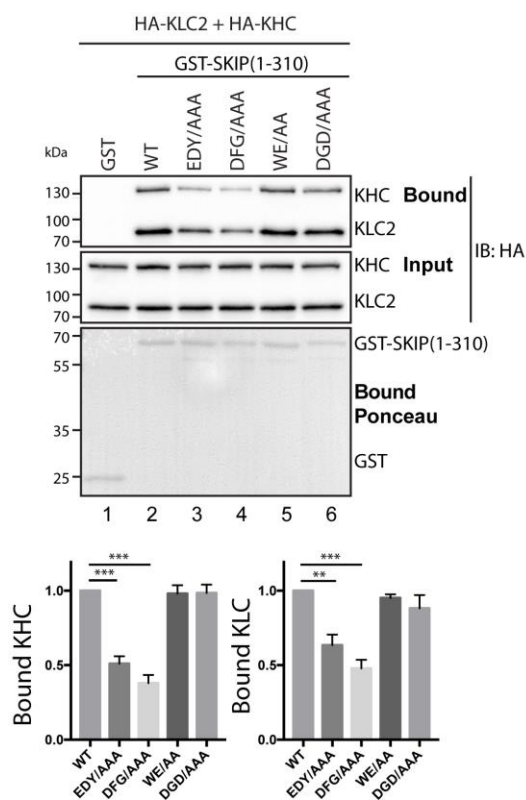 HA-KLC2 + HA-KHC
GST-SKIP(1-310)
kDa
GST
WT
EDY/AAA
DFG/AAA
WE/AA
DGD/AAA
130
100
70
KHC Bound
KLC2
IB: HA
130
100
70
KHC Input
KLC2
70
55
35
25
GST-SKIP(1-310)
Bound
Ponceau
GST
1 2 3 4 5 6
Bound KHC
1.0
0.5
0.0
***
***
WT
EDY/AAA
DFG/AAA
WE/AA
DGD/AAA
Bound KLC
1.0
0.5
0.0
***
**
WT
EDY/AAA
DFG/AAA
WE/AA
DGD/AAA